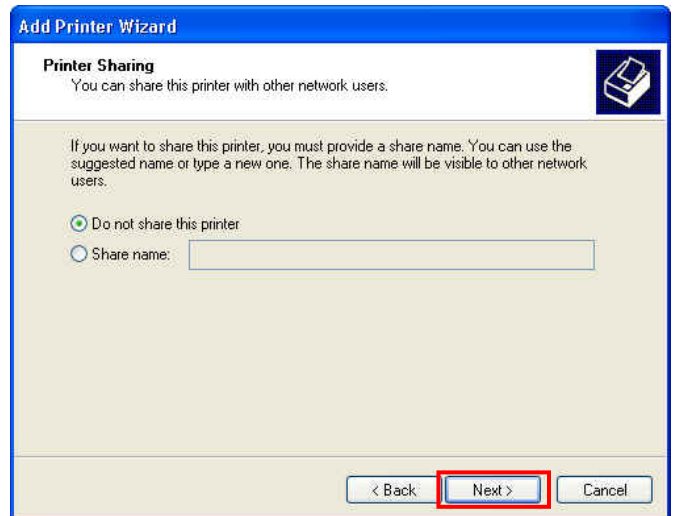 Add Printer Wizard
Printer Sharing
You can share this printer with other network users.
If you want to share this printer, you must provide a share name. You can use the
suggested name or type a new one. The share name will be visible to other network
users.
Do not share this printer
Share name:
< Back
Next >
Cancel